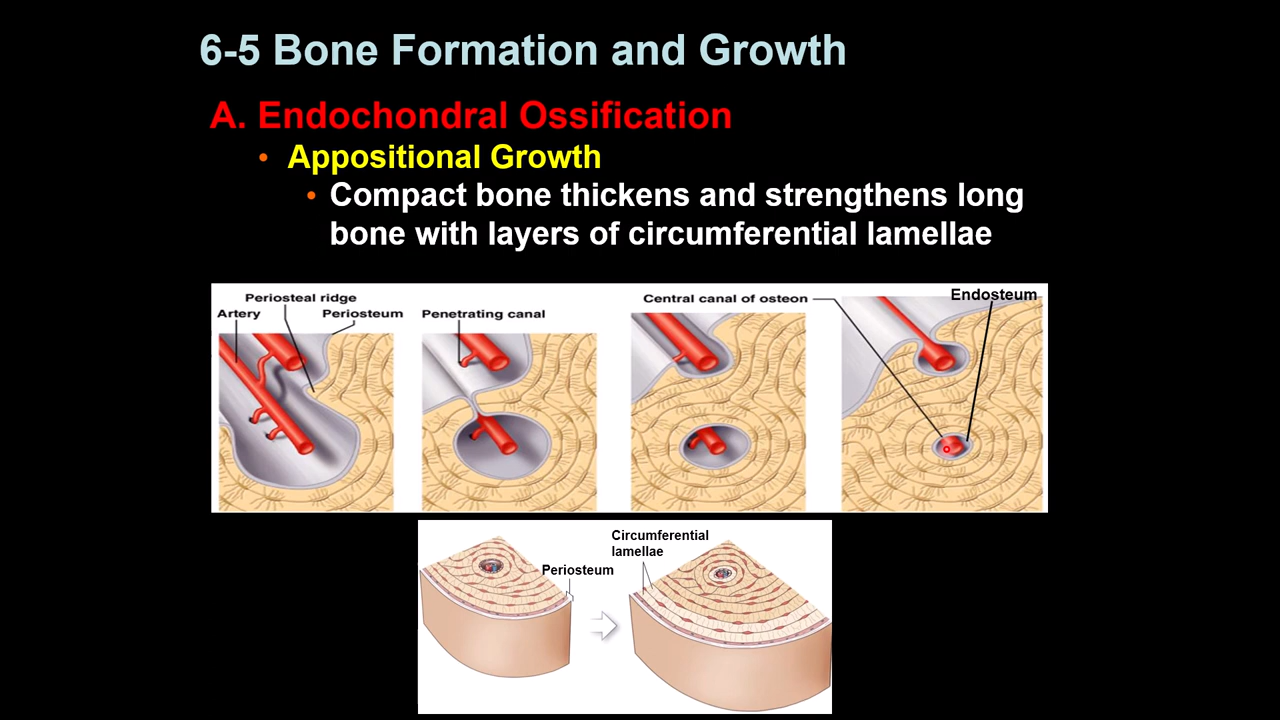 6-5 Bone Formation and Growth
A. Endochondral Ossification
• Appositional Growth
• Compact bone thickens and strengthens long
bone with layers of circumferential lamellae
Periosteal ridge
Artery
Periosteum
Penetrating canal
Central canal of osteon
Endosteum
Circumferential
lamellae
Periosteum